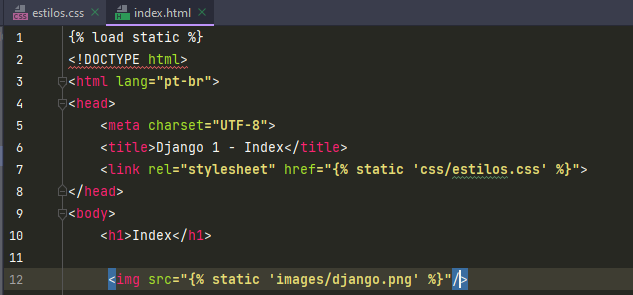 estilos.css index.html
1 {% load static %}
2 <!DOCTYPE html>
3 <html lang="pt-br">
4 <head>
5 <meta charset="UTF-8">
6 <title>Django 1 - Index</title>
7 <link rel="stylesheet" href="{% static 'css/estilos.css' %}">
8 </head>
9 <body>
10 <h1>Index</h1>
11
12 <img src="{% static 'images/django.png' %}"/>